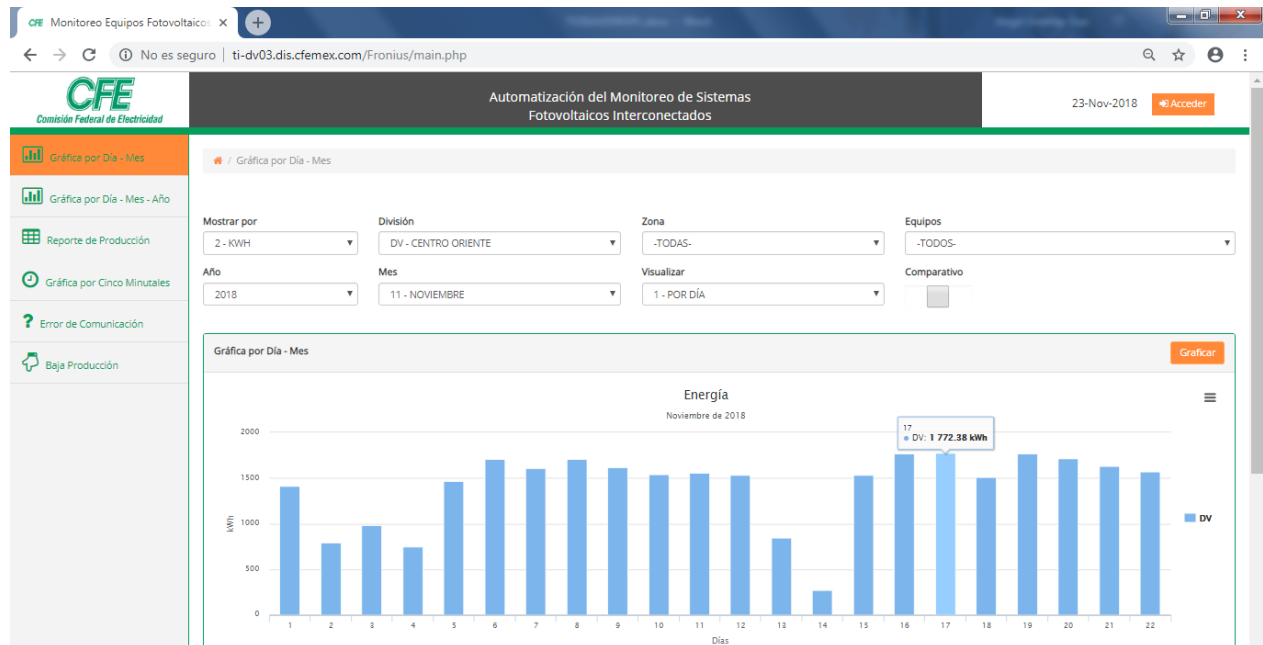 CFE Monitoreo Equipos Fotovoltaicos
No es seguro | ti-dv03.dis.cfemex.com/Fronius/main.php
CFE
Comisión Federal de Electricidad
Automatización del Monitoreo de Sistemas
Fotovoltaicos Interconectados
23-Nov-2018
Acceder
Gráfica por Día - Mes
Gráfica por Día - Mes - Año
Reporte de Producción
Gráfica por Cinco Minutales
? Error de Comunicación
Baja Producción
/ Gráfica por Día - Mes
Mostrar por
División
Zona
Equipos
2 - KWH
DV - CENTRO ORIENTE
-TODAS-
-TODOS-
Año
Mes
Visualizar
Comparativo
2018
11 - NOVIEMBRE
1 - POR DÍA
Gráfica por Día - Mes
Graficar
Energía
Noviembre de 2018
17
DV: 1 772.38 kWh
2000
1500
1000
500
0
kWh
1 2 3 4 5 6 7 8 9 10 11 12 13 14 15 16 17 18 19 20 21 22
Días
DV